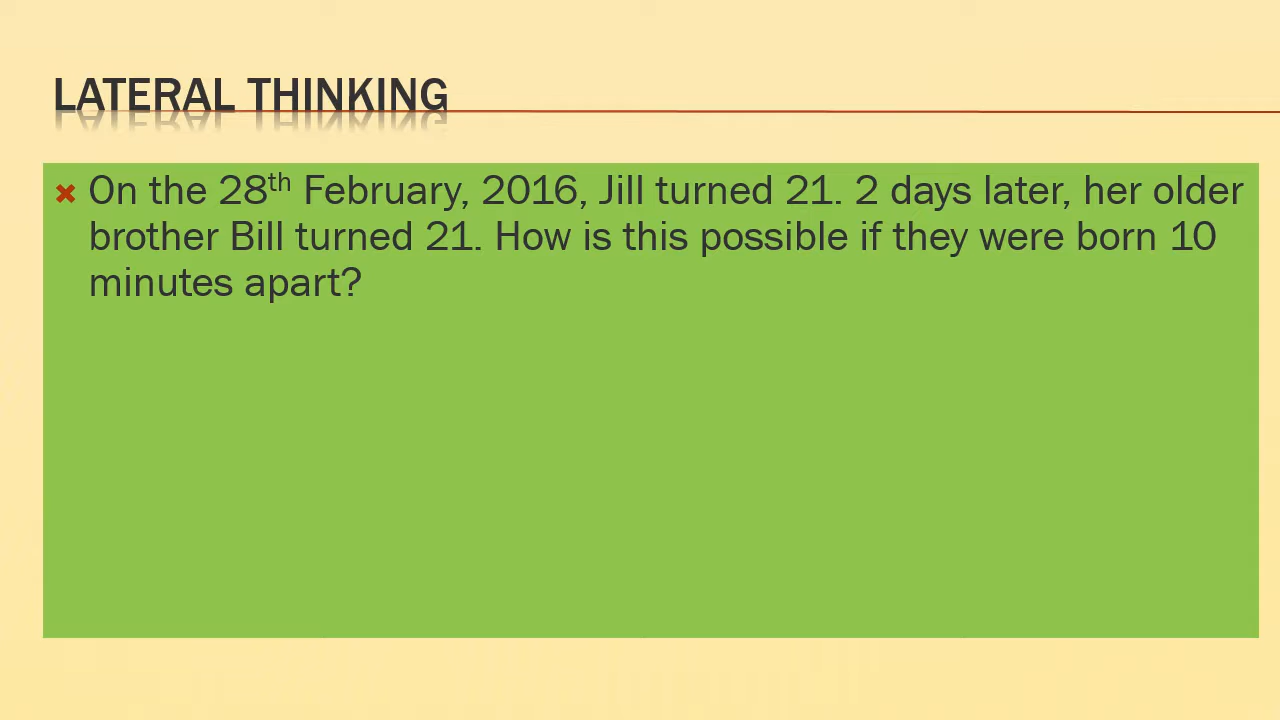 LATERAL THINKING
On the 28th February, 2016, Jill turned 21. 2 days later, her older
brother Bill turned 21. How is this possible if they were born 10
minutes apart?